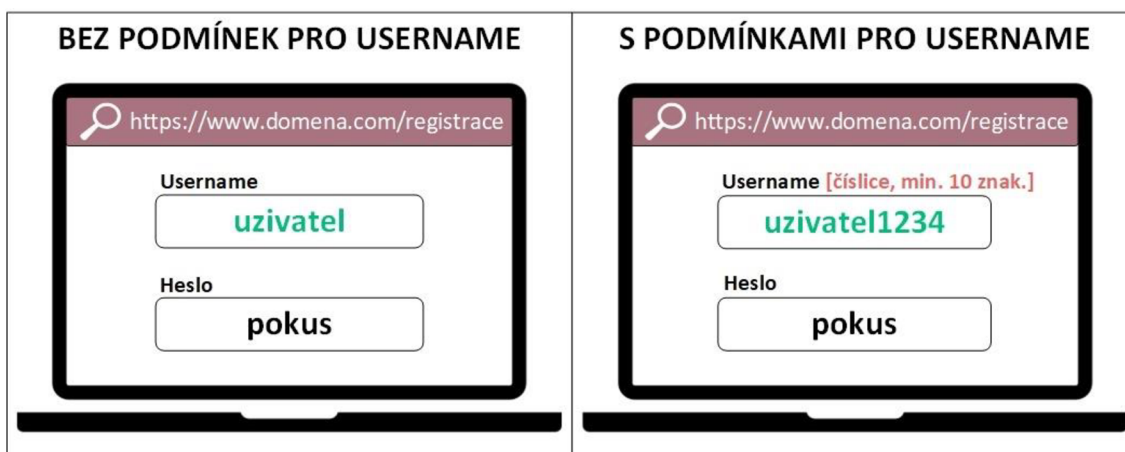 BEZ PODMÍNEK PRO USERNAME
https://www.domena.com/registrace
Username
uzivatel
Heslo
pokus
S PODMÍNKAMI PRO USERNAME
https://www.domena.com/registrace
Username [číslice, min. 10 znak.]
uzivatel1234
Heslo
pokus